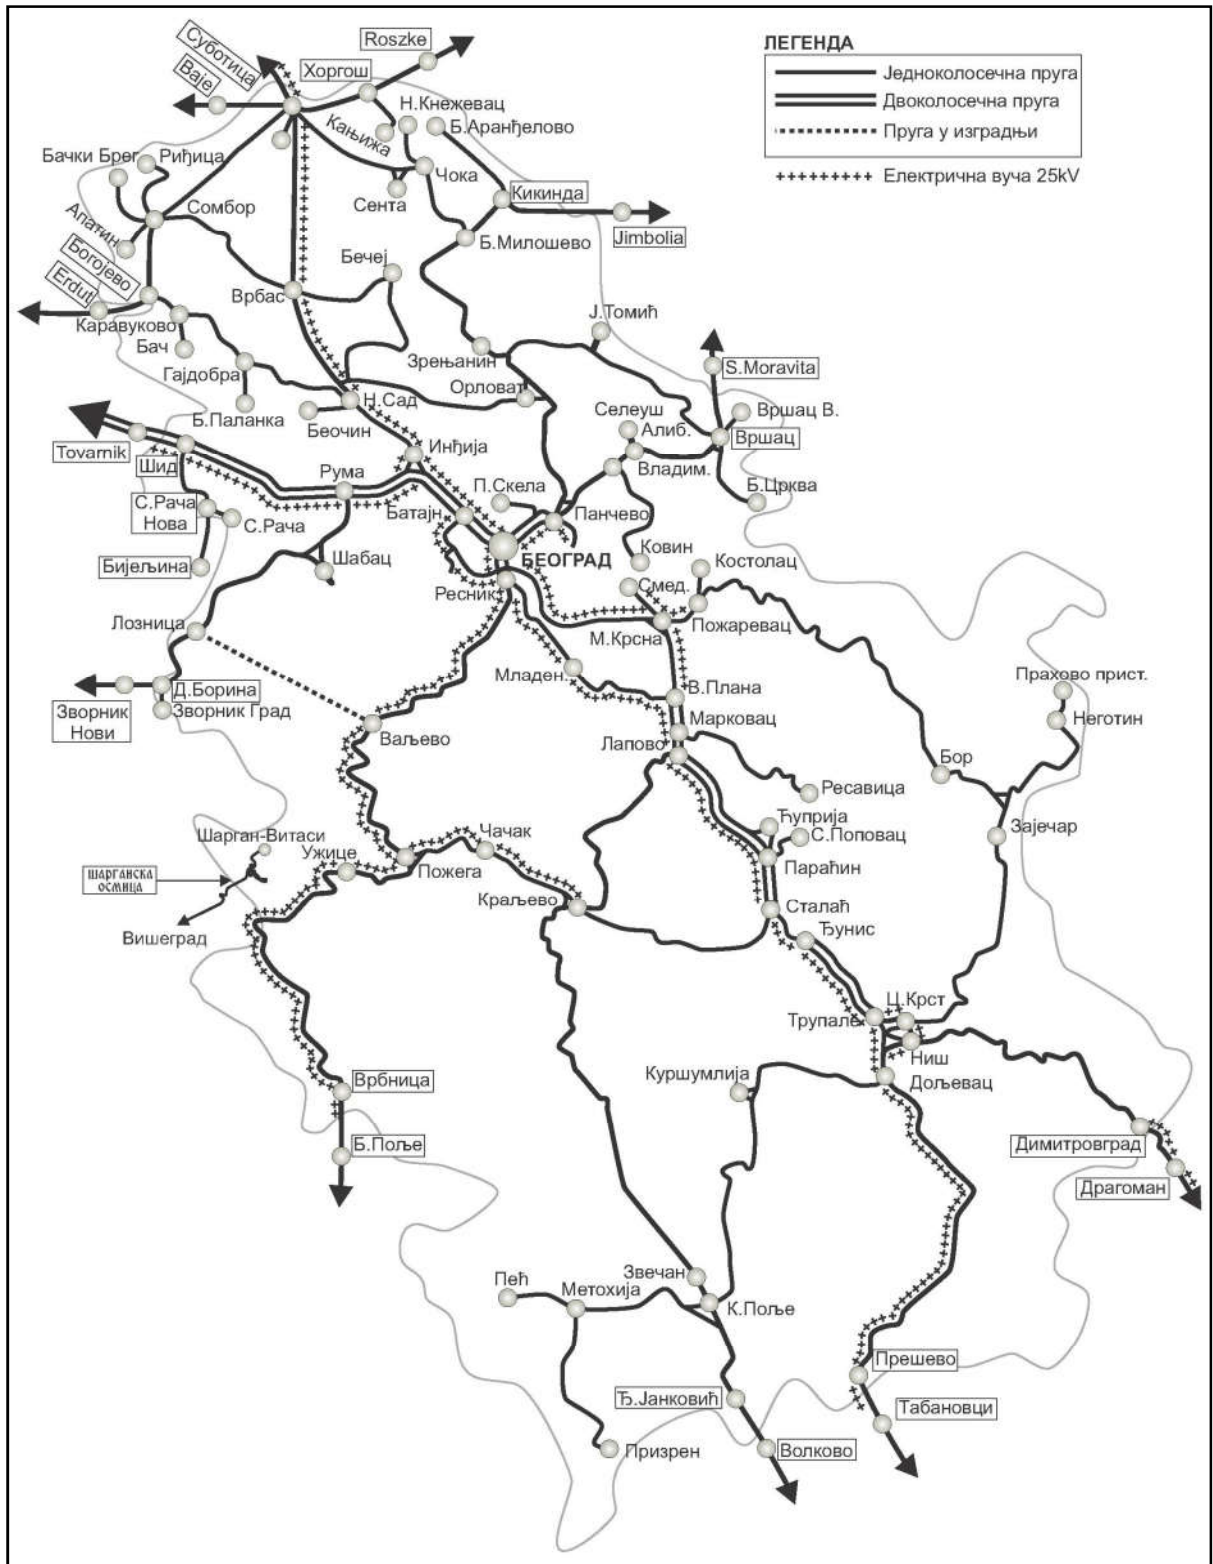 ЛЕГЕНДА
Једноколосечна пруга
Двоколосечна пруга
Пруга у изградњи
Електрична вуча 25kV
Суботица
Baje
Хоргош
Roszke
Кањижа
Н.Кнежевац
Б.Аранђелово
Бачки Брег
Риђица
Чока
Сента
Кикинда
Jimbolia
Сомбор
Апатин
Богојево
Erdut
Б.Милошево
Бечеј
Врбас
Каравуково
Бач
Гајдобра
Б.Паланка
Зрењанин
Ј.Томић
S.Moravita
Орловат
Н.Сад
Беочин
Селеуш
Алиб.
Вршац В.
Вршац
Владим.
Б.Црква
Tovarnik
Шид
Рума
Инђија
П.Скела
Батајн
Панчево
С.Рача
Нова
С.Рача
Бијељина
Шабац
БЕОГРАД
Ковин
Костолац
Смед.
Ресник
Лозница
М.Крсна
Пожаревац
Младен.
В.Плана
Д.Борина
Зворник Град
Зворник
Нови
Ваљево
Марковац
Лапово
Ресавица
Прахово прист.
Неготин
Бор
Зајечар
Ћуприја
С.Поповац
Параћин
Шарган-Витаси
ШАРГАНСКА
ОСМИЦА
Вишеград
Ужице
Пожега
Чачак
Краљево
Сталаћ
Ђунис
Ц.Крст
Трупале
Ниш
Дољевац
Куршумлија
Врбница
Б.Поље
Димитровград
Драгоман
Пећ
Метохија
Звечан
К.Поље
Призрен
Ђ.Јанковић
Волково
Прешево
Табановци